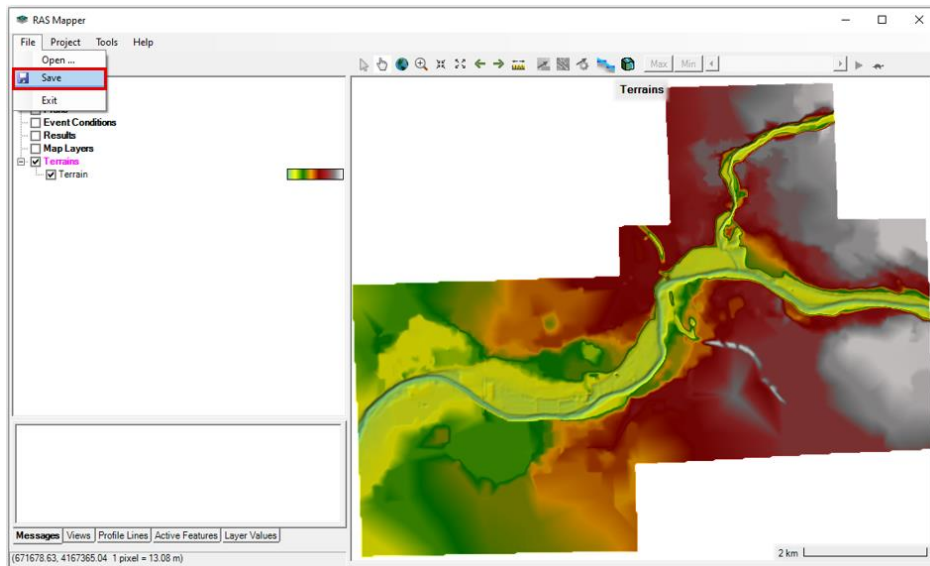 RAS Mapper
File Project Tools Help
Open ...
Save
Exit
Max Min
Event Conditions
Results
Map Layers
Terrains
Terrain
Terrains
2 km
Messages Views Profile Lines Active Features Layer Values
(671678.63, 4167365.04 1 pixel = 13.08 m)